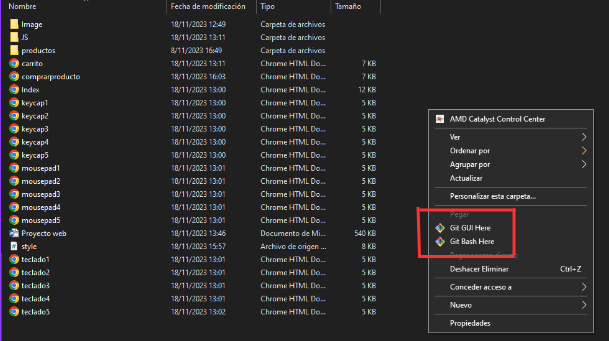 Fecha de modificación Tipo Tamaño
Image 18/11/2023 12:49 Carpeta de archivos
JS 18/11/2023 13:11 Carpeta de archivos
productos 8/11/2023 16:49 Carpeta de archivos
carrito 18/11/2023 13:11 Chrome HTML Do... 7 KB
comprarproducto 18/11/2023 16:03 Chrome HTML Do... 7 KB
Index 18/11/2023 13:00 Chrome HTML Do... 12 KB
keycap1 18/11/2023 13:00 Chrome HTML Do... 5 KB
keycap2 18/11/2023 13:00 Chrome HTML Do... 5 KB
keycap3 18/11/2023 13:00 Chrome HTML Do... 5 KB
keycap4 18/11/2023 13:00 Chrome HTML Do... 5 KB
keycap5 18/11/2023 13:00 Chrome HTML Do... 5 KB
mousepad1 18/11/2023 13:01 Chrome HTML Do... 5 KB
mousepad2 18/11/2023 13:01 Chrome HTML Do... 5 KB
mousepad3 18/11/2023 13:01 Chrome HTML Do... 5 KB
mousepad4 18/11/2023 13:01 Chrome HTML Do... 5 KB
mousepad5 18/11/2023 13:01 Chrome HTML Do... 5 KB
Proyecto web 18/11/2023 13:46 Documento de Mi... 540 KB
style 18/11/2023 15:57 Archivo de origen ... 8 KB
teclado1 18/11/2023 13:01 Chrome HTML Do... 5 KB
teclado2 18/11/2023 13:01 Chrome HTML Do... 5 KB
teclado3 18/11/2023 13:01 Chrome HTML Do... 5 KB
teclado4 18/11/2023 13:01 Chrome HTML Do... 5 KB
teclado5 18/11/2023 13:02 Chrome HTML Do... 5 KB
AMD Catalyst Control Center
Ver
Ordenar por
Agrupar por
Actualizar
Personalizar esta carpeta...
Pegar
Git GUI Here
Git Bash Here
Pegar acceso directo
Deshacer Eliminar Ctrl+Z
Conceder acceso a
Nuevo
Propiedades